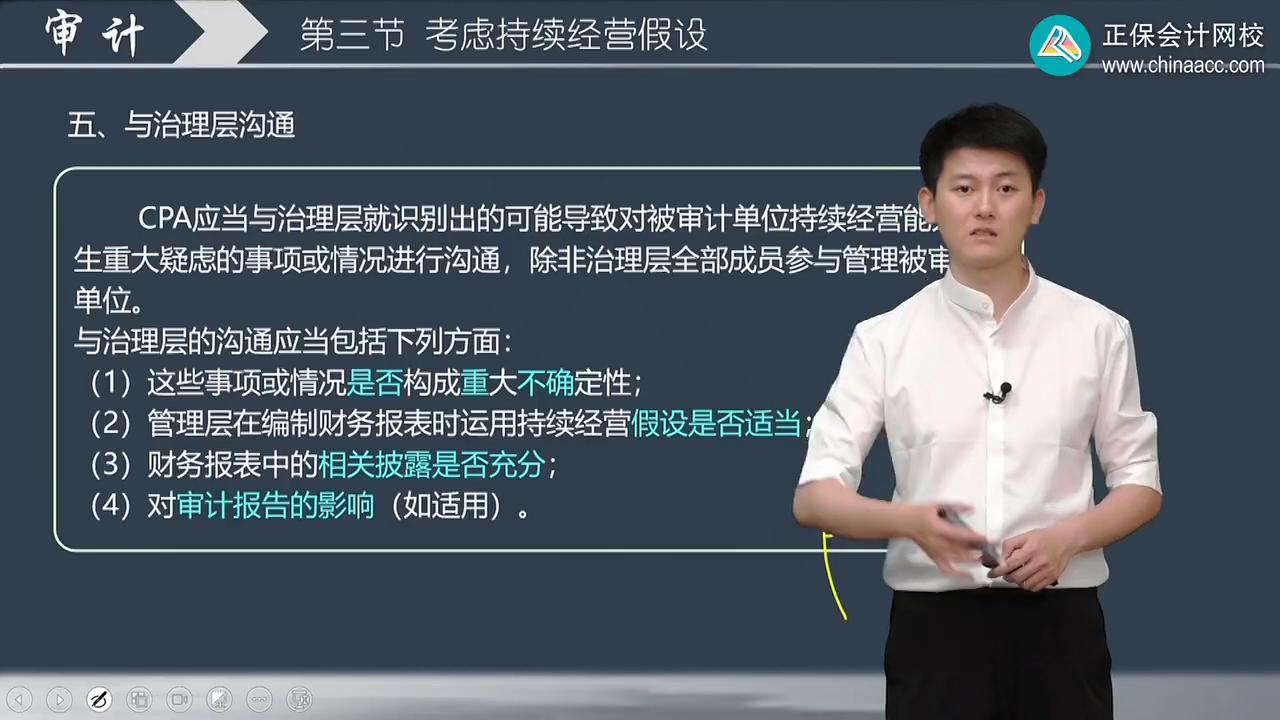 审计
第三节 考虑持续经营假设
正保会计网校
www.chinaacc.com
五、与治理层沟通
CPA应当与治理层就识别出的可能导致对被审计单位持续经营能
生重大疑虑的事项或情况进行沟通，除非治理层全部成员参与管理被审
单位。
与治理层的沟通应当包括下列方面：
（1）这些事项或情况是否构成重大不确定性；
（2）管理层在编制财务报表时运用持续经营假设是否适当；
（3）财务报表中的相关披露是否充分；
（4）对审计报告的影响（如适用）。